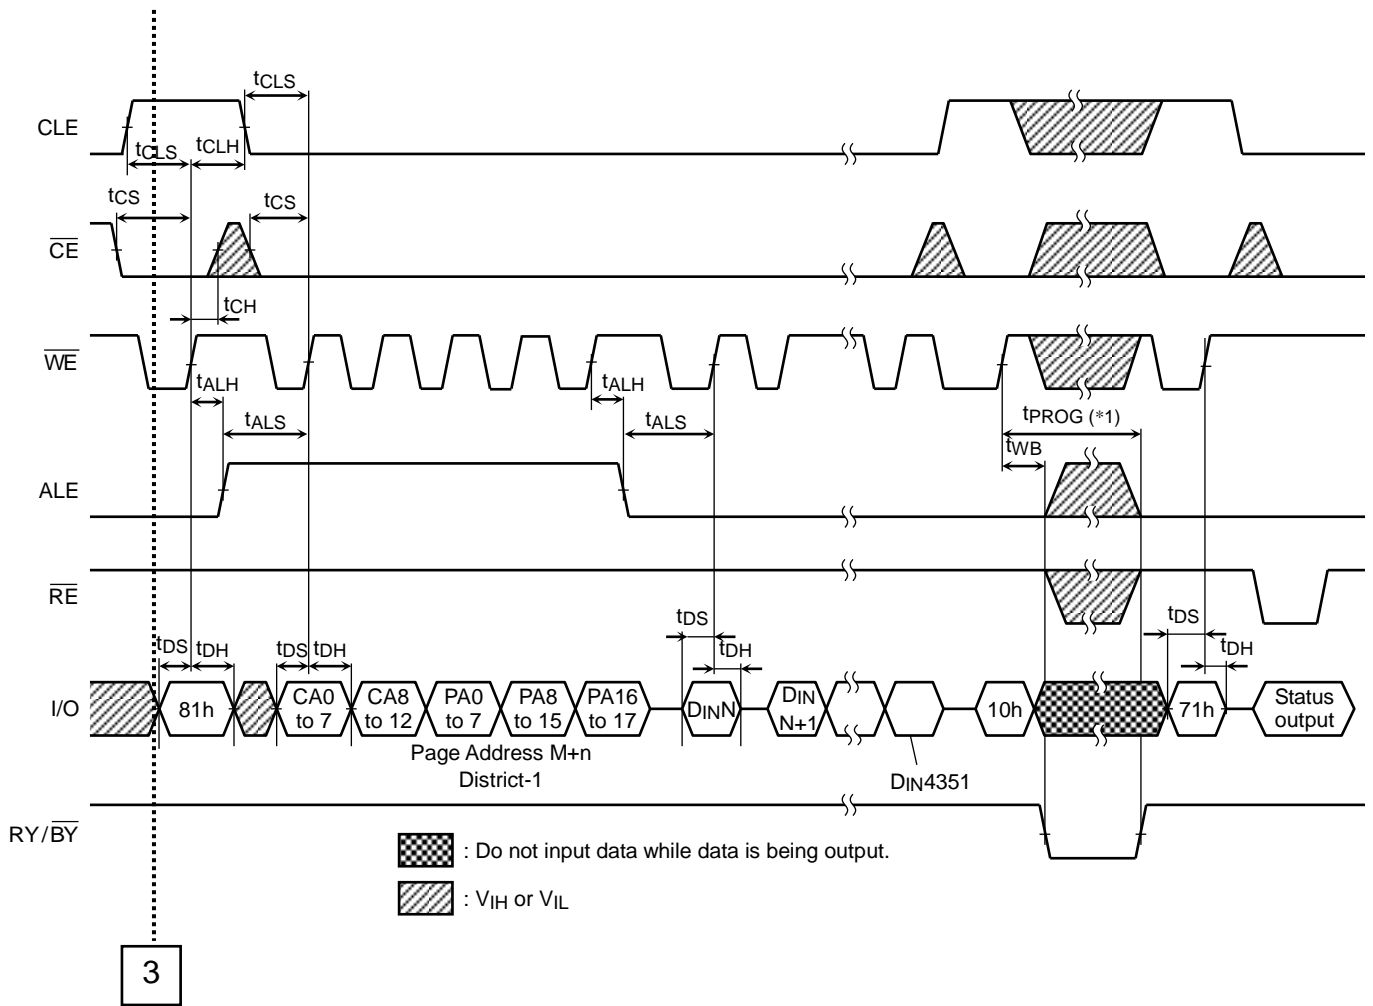 tCLS
CLE
tCLS tCLH
tCS tCS
CE
tCH
WE
tALH tALH
tALS tALS
tPROG (*1)
tWB
ALE
RE
tDS tDH tDS tDH tDS tDH tDS tDH
I/O 81h CA0 to 7 CA8 to 12 PA0 to 7 PA8 to 15 PA16 to 17 DINN DIN N+1 10h 71h Status output
Page Address M+n
District-1
DIN4351
RY/BY
: Do not input data while data is being output.
: VIH or VIL
3